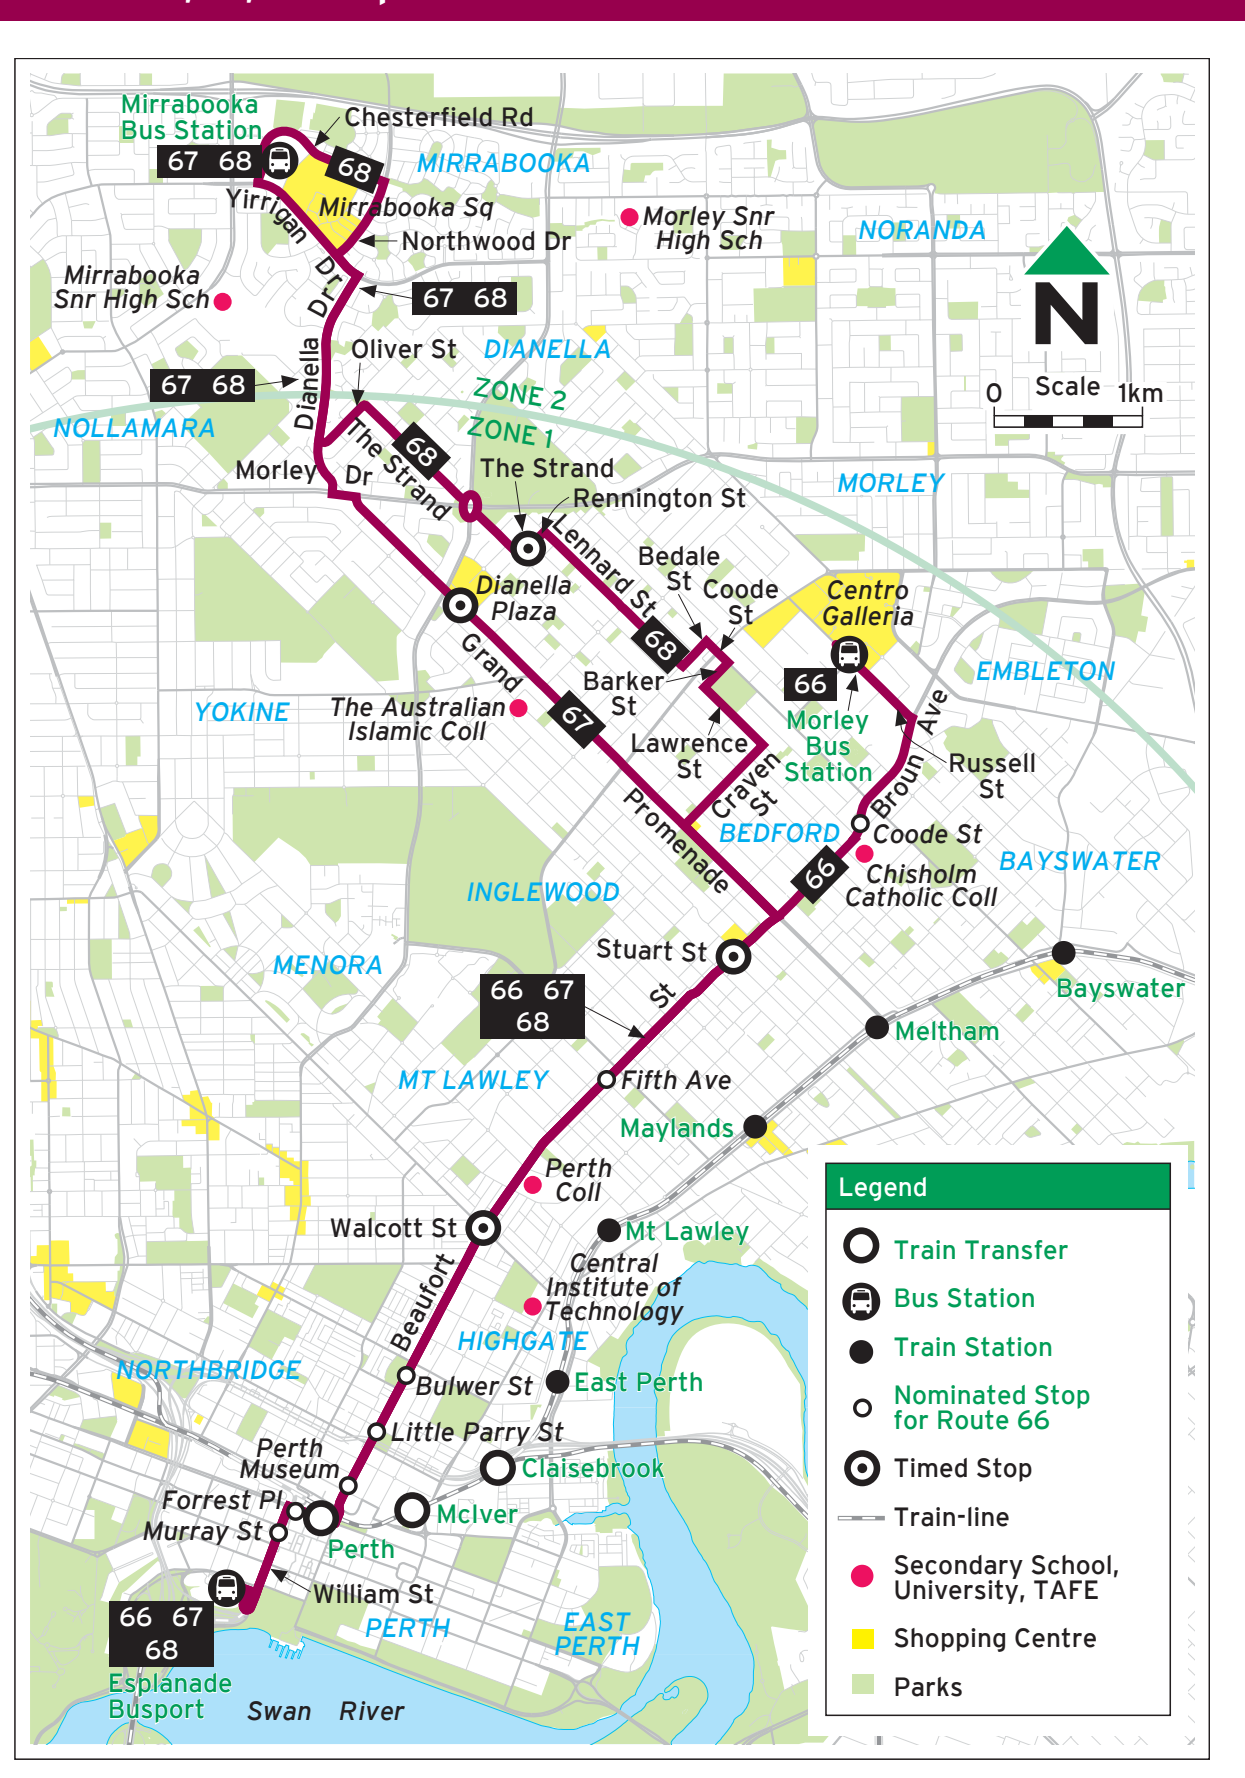 Mirrabooka
Bus Station
67 68
Chesterfield Rd
68
MIRRABOOKA
Yirrigan
Dr
Mirrabooka Sq
Northwood Dr
Morley Snr
High Sch
NORANDA
N
0 Scale 1km
Mirrabooka
Snr High Sch
67 68
Dr
Dianella
Oliver St
DIANELLA
67 68
ZONE 2
ZONE 1
NOLLAMARA
The Strand
68
Morley
Dr
The Strand
Rennington St
MORLEY
Lennard St
Bedale
St
Coode
St
Centro
Galleria
Dianella
Plaza
68
Grand
Barker
St
66
EMBLETON
YOKINE
The Australian
Islamic Coll
67
Morley
Bus
Station
Ave
Lawrence
St
Russell
St
Craven
St
Broun
Promenade
BEDFORD
Coode St
BAYSWATER
66
Chisholm
Catholic Coll
INGLEWOOD
MENORA
Stuart St
Bayswater
66 67
68
St
Meltham
MT LAWLEY
Fifth Ave
Maylands
Perth
Coll
Walcott St
Mt Lawley
Central
Institute of
Technology
Beaufort
HIGHGATE
NORTHBRIDGE
Bulwer St
East Perth
Little Parry St
Perth
Museum
Claisebrook
Forrest Pl
McIver
Murray St
Perth
William St
66 67
68
PERTH
EAST
PERTH
Esplanade
Busport
Swan River
Legend
Train Transfer
Bus Station
Train Station
Nominated Stop
for Route 66
Timed Stop
Train-line
Secondary School,
University, TAFE
Shopping Centre
Parks